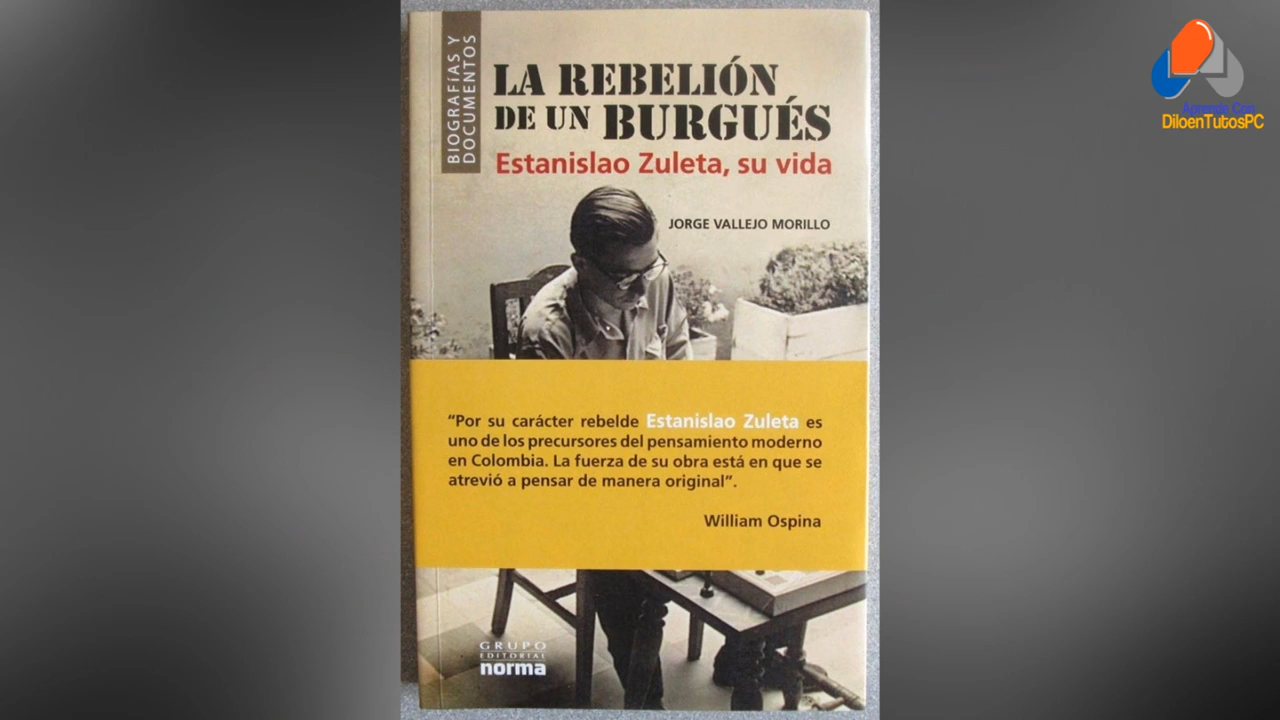 BIOGRAFÍAS Y
DOCUMENTOS
LA REBELIÓN
DE UN BURGUÉS
Estanislao Zuleta, su vida
JORGE VALLEJO MORILLO
“Por su carácter rebelde Estanislao Zuleta es
uno de los precursores del pensamiento moderno
en Colombia. La fuerza de su obra está en que se
atrevió a pensar de manera original”.
William Ospina
GRUPO
EDITORIAL
norma
Aprenda Con
DiloenTutosPC